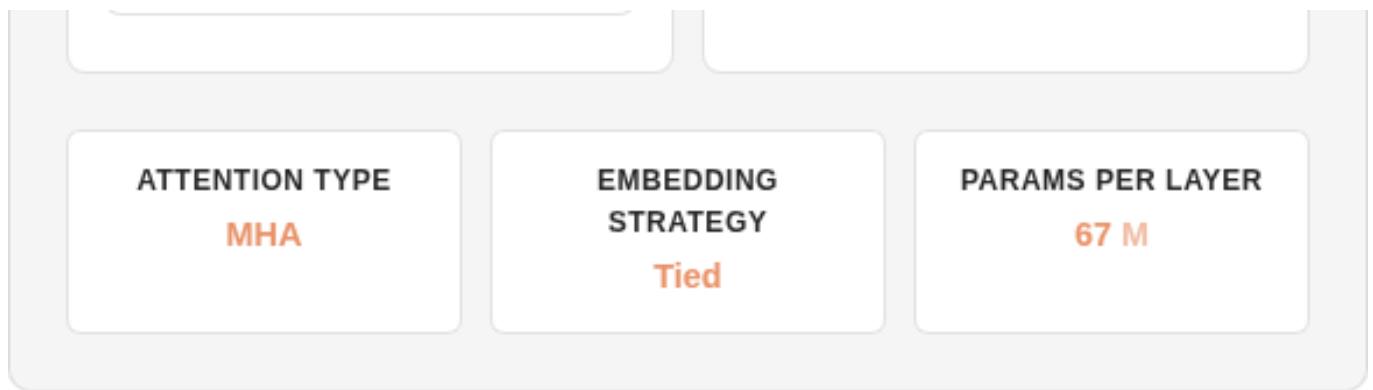 ATTENTION TYPE
MHA
EMBEDDING
STRATEGY
Tied
PARAMS PER LAYER
67 M